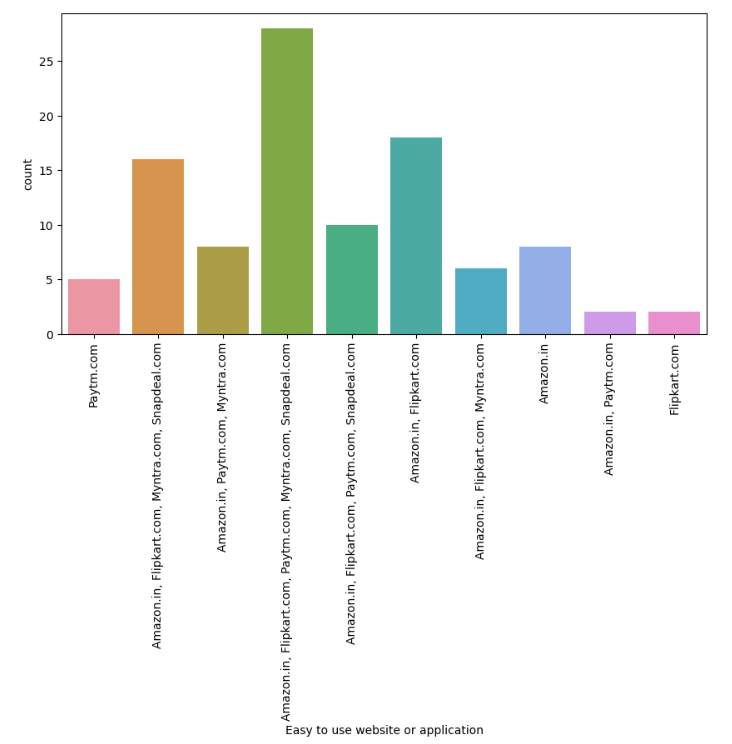 25
20
15
10
5
0
count
Paytm.com
Amazon.in, Flipkart.com, Myntra.com, Snapdeal.com
Amazon.in, Paytm.com, Myntra.com
Amazon.in, Flipkart.com, Paytm.com, Myntra.com, Snapdeal.com
Amazon.in, Flipkart.com, Paytm.com, Snapdeal.com
Amazon.in, Flipkart.com
Amazon.in, Flipkart.com, Myntra.com
Amazon.in
Amazon.in, Paytm.com
Flipkart.com
Easy to use website or application